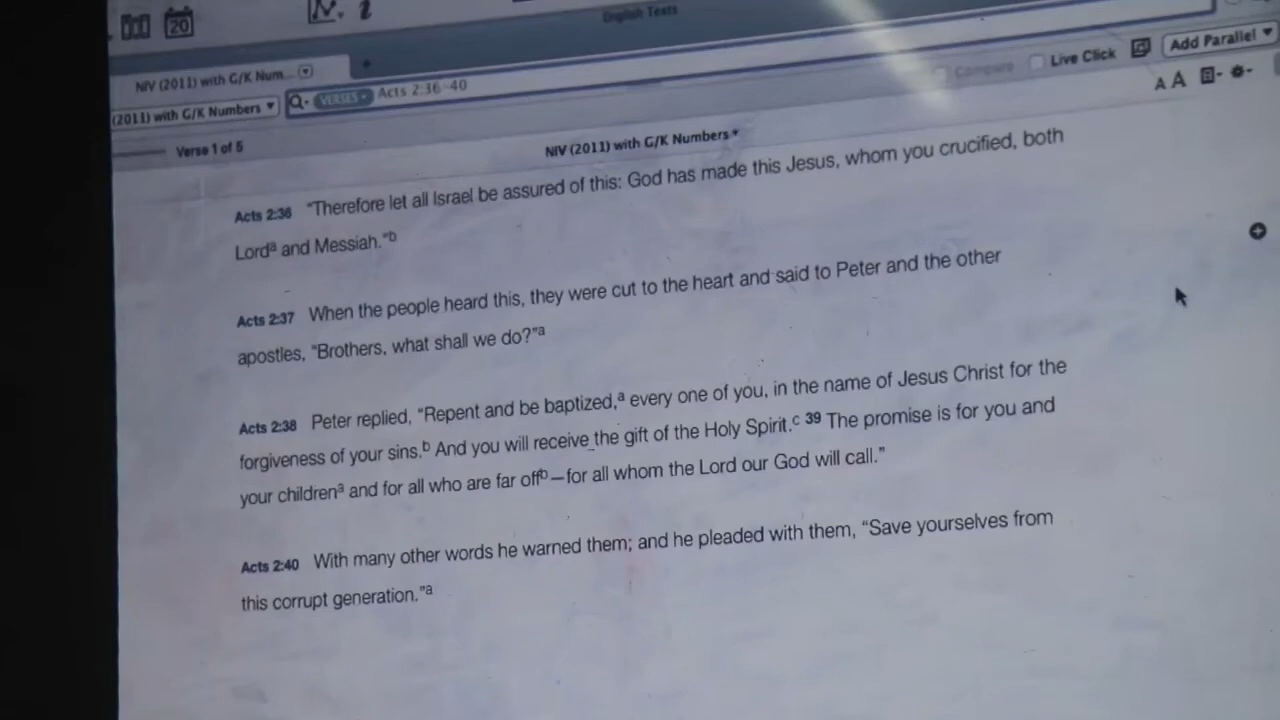 20
English Texts
NIV (2011) with G/K Num...
(2011) with G/K Numbers
VERSES
Acts 2:36-40
Compare
Live Click
Add Parallel
Verse 1 of 5
NIV (2011) with G/K Numbers
A A
Acts 2:36 “Therefore let all Israel be assured of this: God has made this Jesus, whom you crucified, both
Lordᵃ and Messiah.”ᵇ
Acts 2:37 When the people heard this, they were cut to the heart and said to Peter and the other
apostles, “Brothers, what shall we do?”ᵃ
Acts 2:38 Peter replied, “Repent and be baptized,ᵃ every one of you, in the name of Jesus Christ for the
forgiveness of your sins.ᵇ And you will receive the gift of the Holy Spirit.ᶜ 39 The promise is for you and
your childrenᵃ and for all who are far offᵇ—for all whom the Lord our God will call.”
Acts 2:40 With many other words he warned them; and he pleaded with them, “Save yourselves from
this corrupt generation.”ᵃ